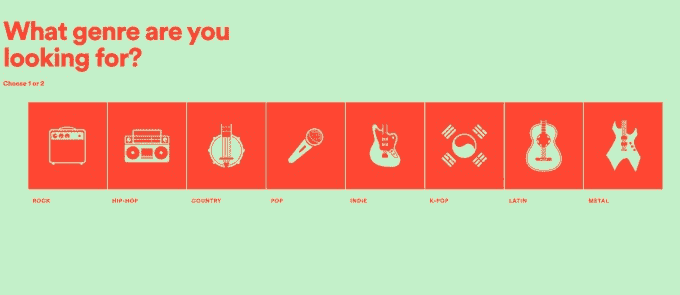 What genre are you
looking for?
Choose 1 or 2
ROCK
HIP-HOP
COUNTRY
POP
INDIE
K-POP
LATIN
METAL